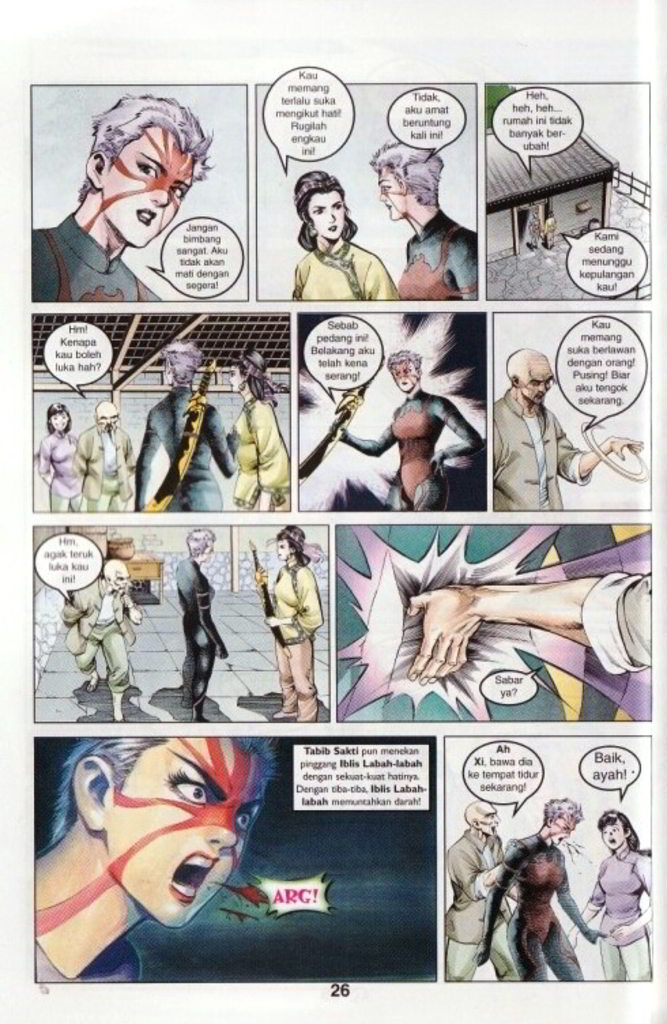 Jangan
bimbang
sangat. Aku
tidak akan
mati dengan
segera!
Kau
memang
terlalu suka
mengikut hati!
Rugilah
engkau
ini!
Tidak,
aku amat
beruntung
kali ini!
Heh,
heh, heh...
rumah ini tidak
banyak ber-
ubah!
Kami
sedang
menunggu
kepulangan
kau!
Hm!
Kenapa
kau boleh
luka hah?
Sebab
pedang ini!
Belakang aku
telah kena
serang!
Kau
memang
suka berlawan
dengan orang!
Pusing! Biar
aku tengok
sekarang.
Hm,
agak teruk
luka kau
ini!
Sabar
ya?
Tabib Sakti pun menekan
pinggang Iblis Labah-labah
dengan sekuat-kuat hatinya.
Dengan tiba-tiba, Iblis Labah-
labah memuntahkan darah!
ARG!
Ah
Xi, bawa dia
ke tempat tidur
sekarang!
Baik,
ayah!
26